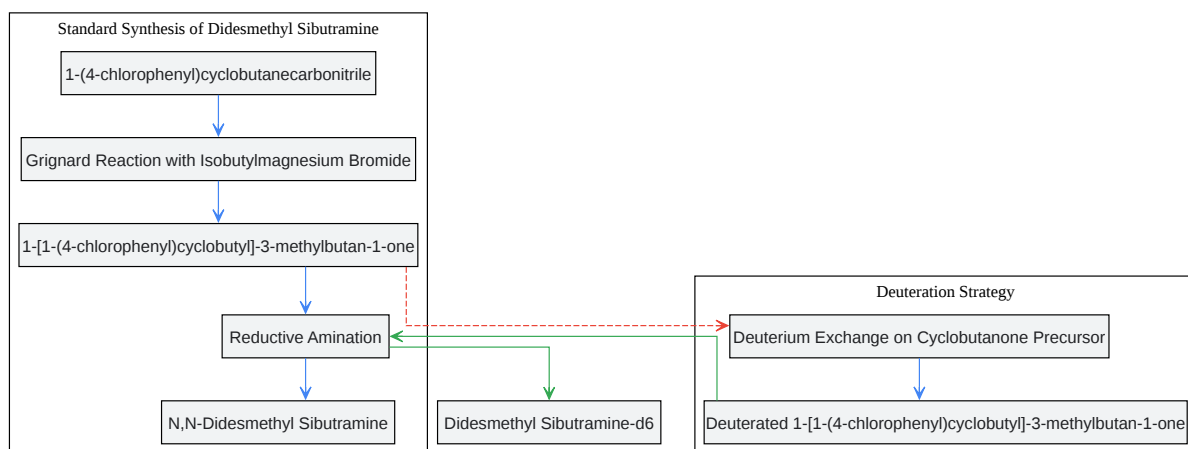 Standard Synthesis of Didesmethyl Sibutramine
1-(4-chlorophenyl)cyclobutanecarbonitrile
Grignard Reaction with Isobutylmagnesium Bromide
1-[1-(4-chlorophenyl)cyclobutyl]-3-methylbutan-1-one
Reductive Amination
N,N-Didesmethyl Sibutramine
Didesmethyl Sibutramine-d6
Deuteration Strategy
Deuterium Exchange on Cyclobutanone Precursor
Deuterated 1-[1-(4-chlorophenyl)cyclobutyl]-3-methylbutan-1-one